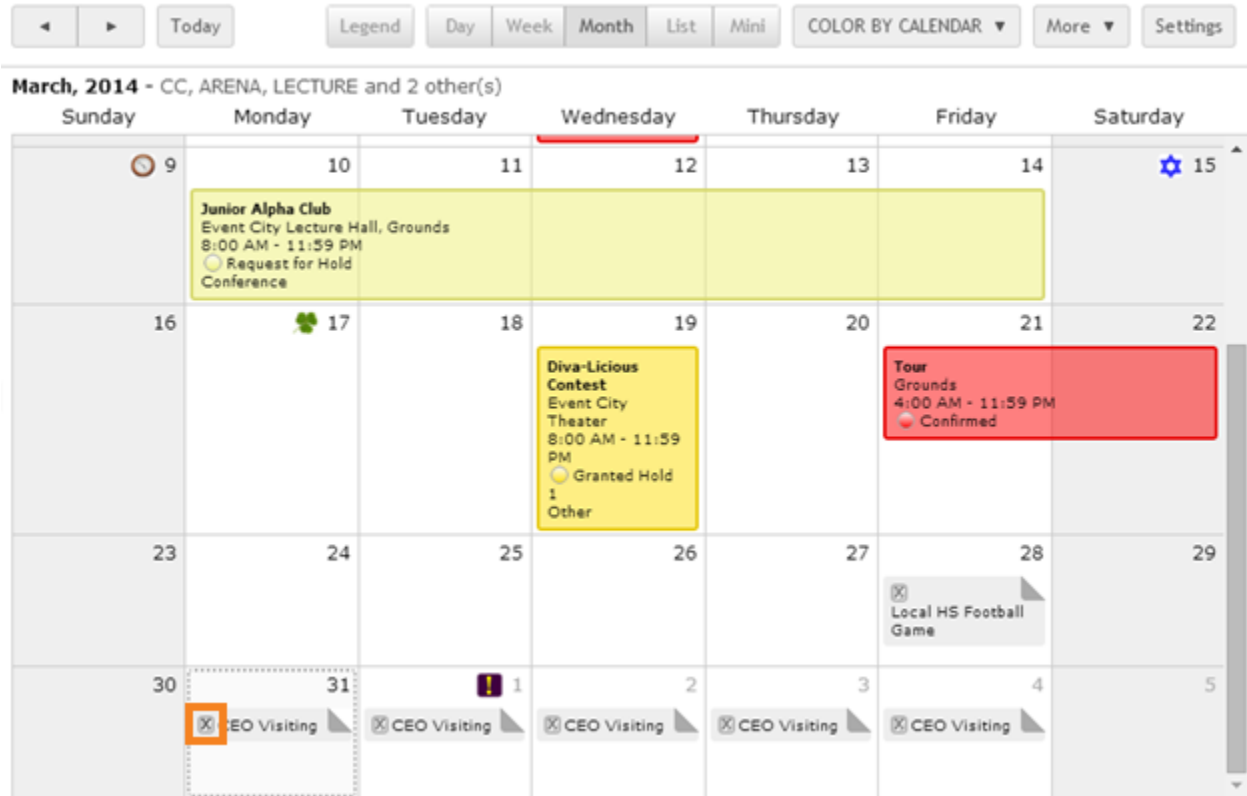 Today Legend Day Week Month List Mini COLOR BY CALENDAR ▼ More ▼ Settings
March, 2014 - CC, ARENA, LECTURE and 2 other(s)
Sunday Monday Tuesday Wednesday Thursday Friday Saturday
9 10 11 12 13 14 15
Junior Alpha Club
Event City Lecture Hall, Grounds
8:00 AM - 11:59 PM
Request for Hold
Conference
16 17 18 19 20 21 22
Diva-Licious
Contest
Event City
Theater
8:00 AM - 11:59
PM
Granted Hold
1
Other
Tour
Grounds
4:00 AM - 11:59 PM
Confirmed
23 24 25 26 27 28 29
X
Local HS Football
Game
30 31 ! 1 2 3 4 5
X CEO Visiting X CEO Visiting X CEO Visiting X CEO Visiting X CEO Visiting